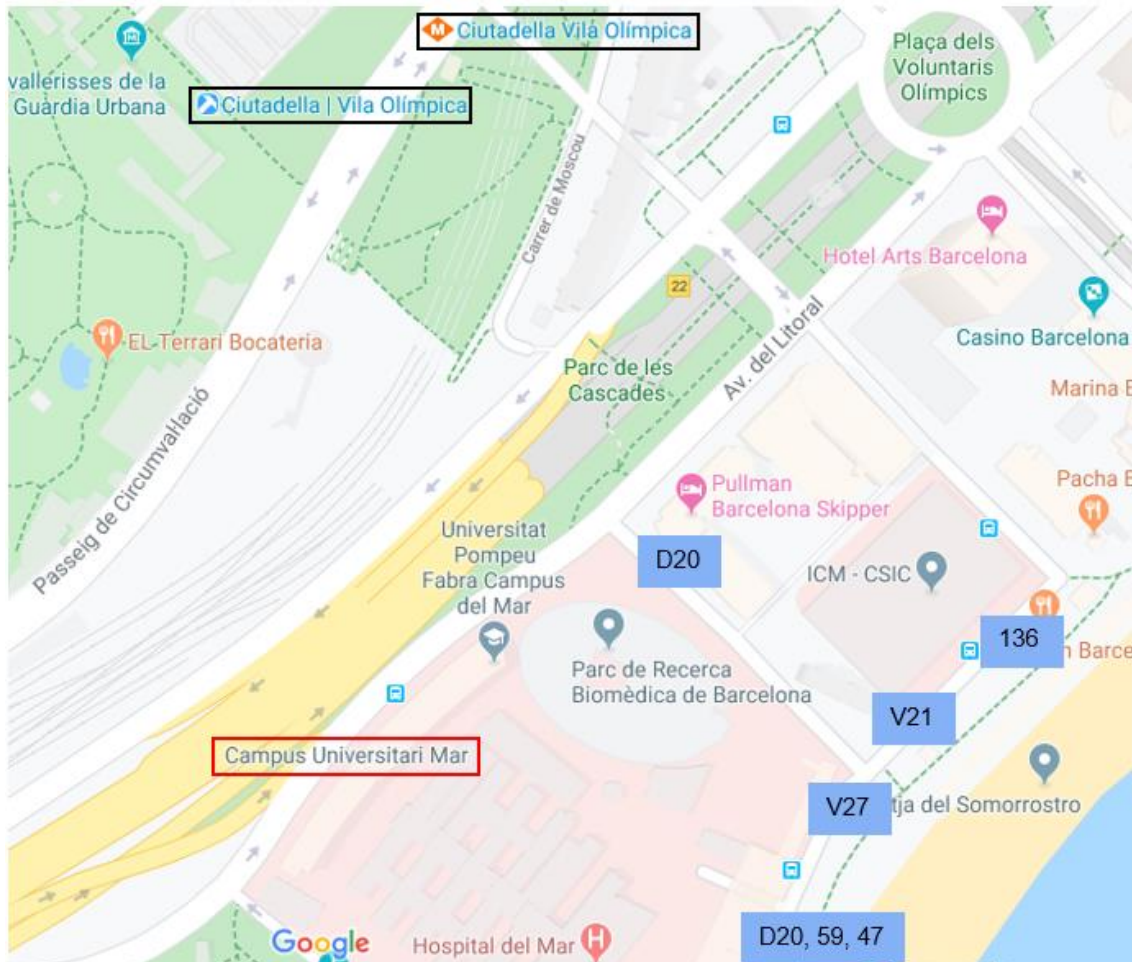 Ciutadella Vila Olímpica
Plaça dels
Voluntaris
Olímpics
vallerisses de la
Guàrdia Urbana
Ciutadella | Vila Olímpica
Carrer de Moscou
Hotel Arts Barcelona
22
Casino Barcelona
EL Terrari Bocateria
Parc de les
Cascades
Av. del Litoral
Marina B
Passeig de Circumval·lació
Pullman
Barcelona Skipper
Pacha B
Universitat
Pompeu
Fabra Campus
del Mar
D20
ICM - CSIC
136
n Barce
Parc de Recerca
Biomèdica de Barcelona
V21
Campus Universitari Mar
V27
tja del Somorrostro
Google
Hospital del Mar
H
D20, 59, 47